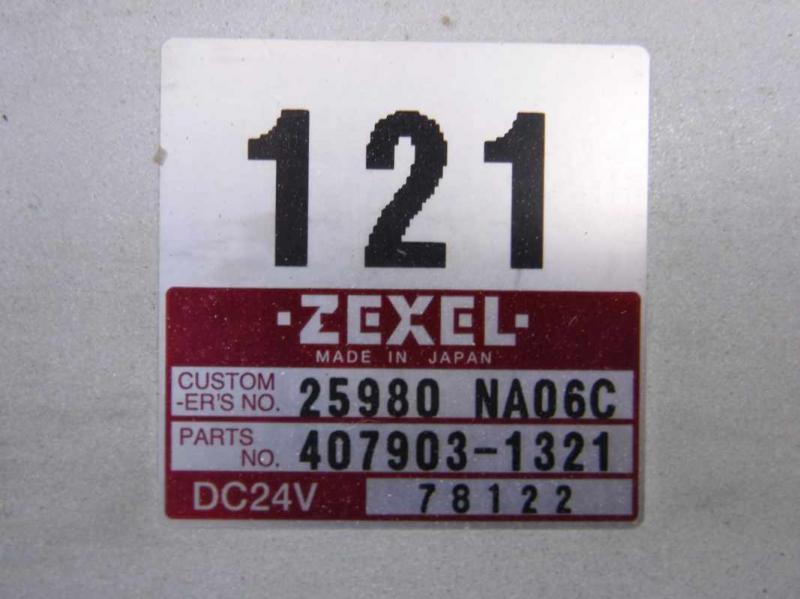 121
·ZEXEL·
MADE IN JAPAN
CUSTOM
-ER'S NO. 25980 NA06C
PARTS
NO. 407903-1321
DC24V 78122